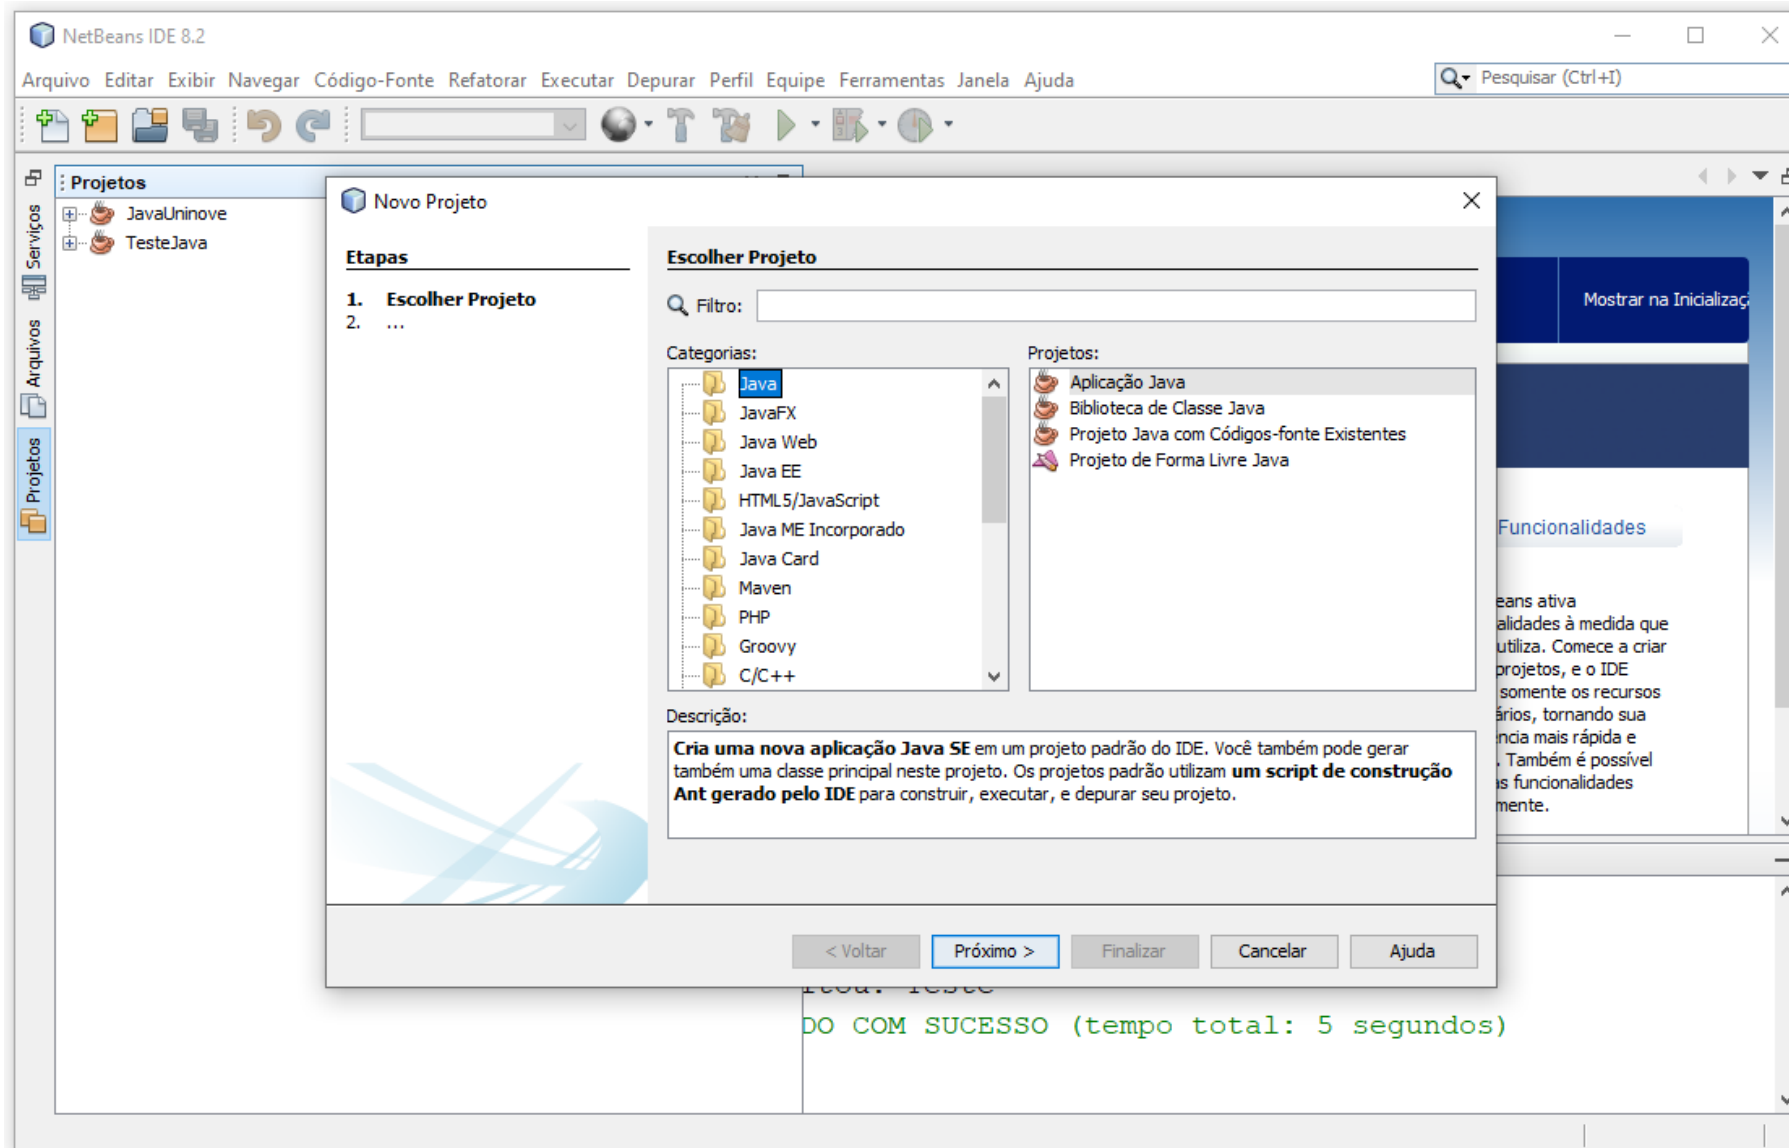 NetBeans IDE 8.2
Arquivo Editar Exibir Navegar Código-Fonte Refatorar Executar Depurar Perfil Equipe Ferramentas Janela Ajuda
Pesquisar (Ctrl+I)
Serviços
Arquivos
Projetos
Projetos
JavaUninove
TesteJava
Novo Projeto
Etapas
1. Escolher Projeto
2. ...
Escolher Projeto
Filtro:
Categorias:
Java
JavaFX
Java Web
Java EE
HTML5/JavaScript
Java ME Incorporado
Java Card
Maven
PHP
Groovy
C/C++
Projetos:
Aplicação Java
Biblioteca de Classe Java
Projeto Java com Códigos-fonte Existentes
Projeto de Forma Livre Java
Descrição:
Cria uma nova aplicação Java SE em um projeto padrão do IDE. Você também pode gerar
também uma classe principal neste projeto. Os projetos padrão utilizam um script de construção
Ant gerado pelo IDE para construir, executar, e depurar seu projeto.
< Voltar
Próximo >
Finalizar
Cancelar
Ajuda
Mostrar na Inicializaç
Funcionalidades
eans ativa
alidades à medida que
utiliza. Comece a criar
projetos, e o IDE
somente os recursos
ários, tornando sua
ência mais rápida e
. Também é possível
as funcionalidades
mente.
DO COM SUCESSO (tempo total: 5 segundos)